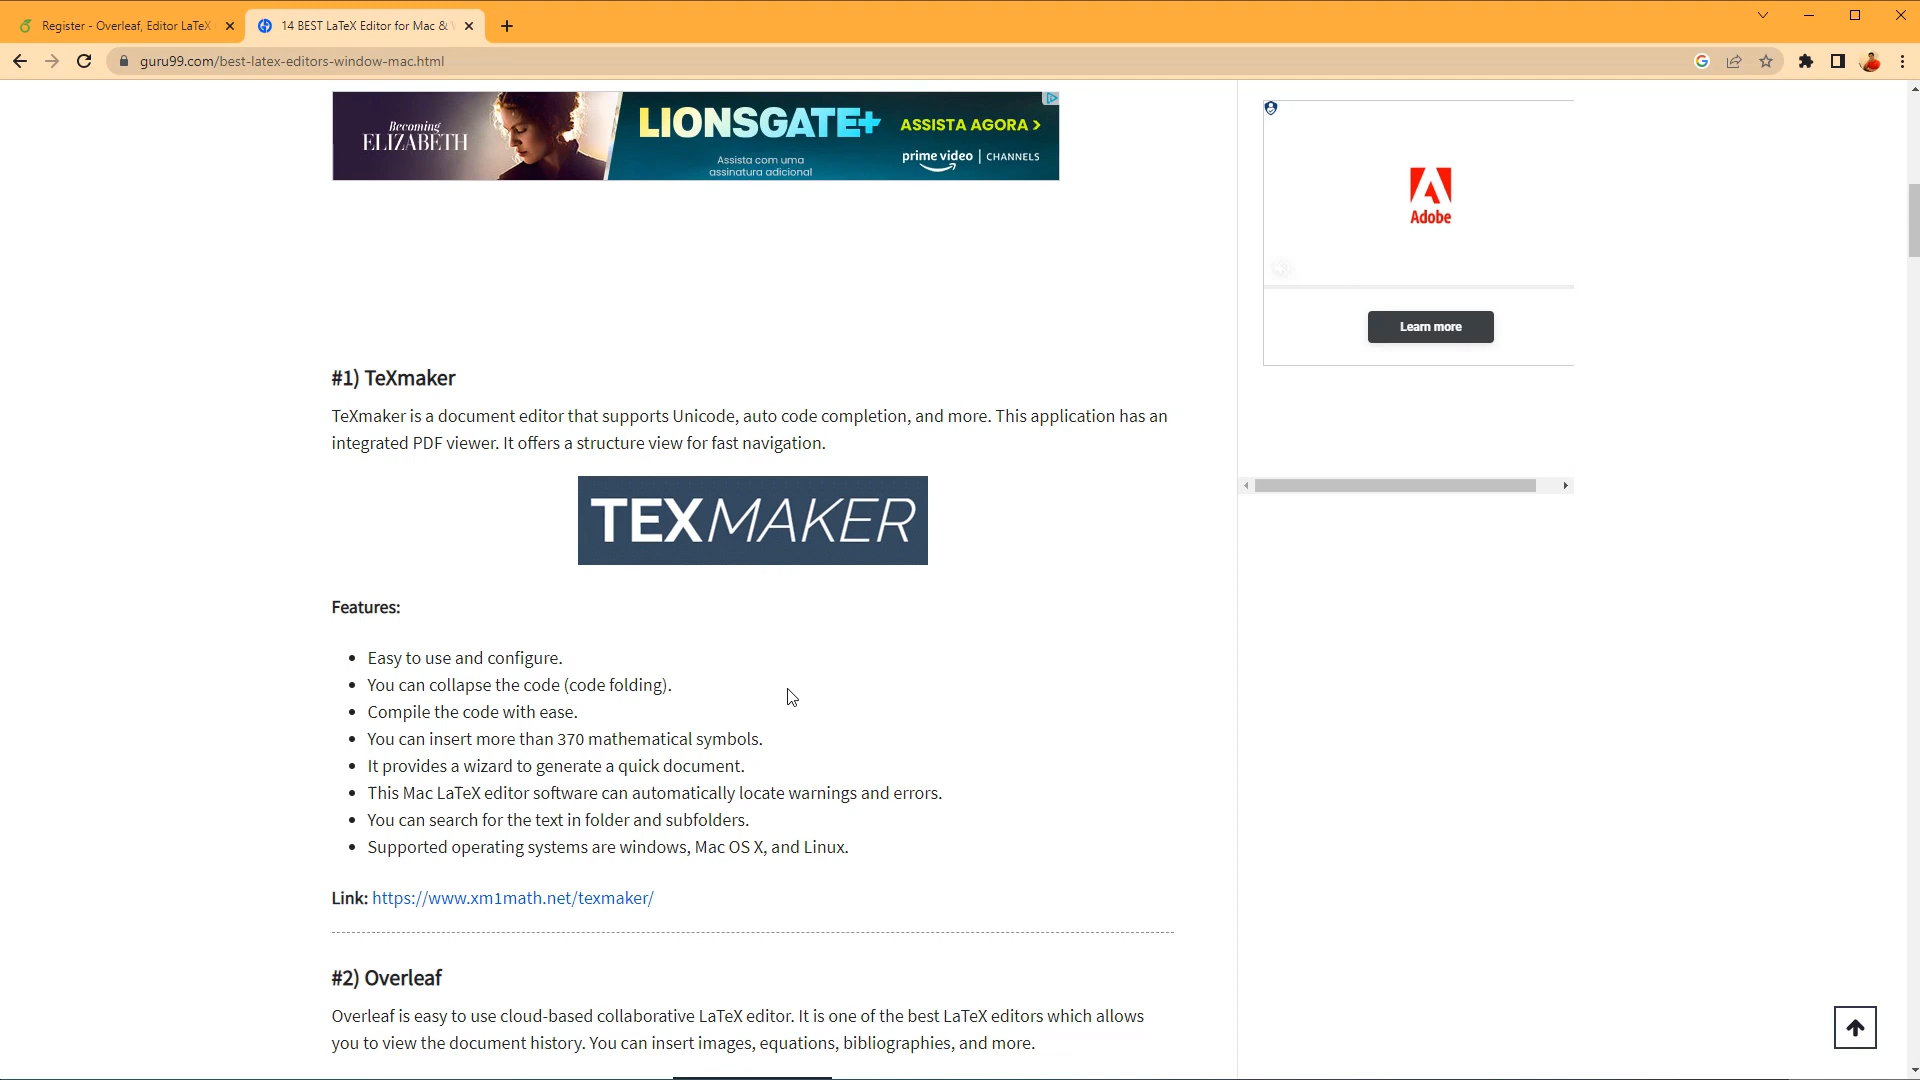 Register - Overleaf, Editor LaTeX
14 BEST LaTeX Editor for Mac &
guru99.com/best-latex-editors-window-mac.html
Becoming
ELIZABETH
LIONSGATE+
Assista com uma
assinatura adicional
ASSISTA AGORA >
prime video | CHANNELS
Adobe
Learn more
#1) TeXmaker
TeXmaker is a document editor that supports Unicode, auto code completion, and more. This application has an
integrated PDF viewer. It offers a structure view for fast navigation.
TEXMAKER
Features:
• Easy to use and configure.
• You can collapse the code (code folding).
• Compile the code with ease.
• You can insert more than 370 mathematical symbols.
• It provides a wizard to generate a quick document.
• This Mac LaTeX editor software can automatically locate warnings and errors.
• You can search for the text in folder and subfolders.
• Supported operating systems are windows, Mac OS X, and Linux.
Link: https://www.xm1math.net/texmaker/
#2) Overleaf
Overleaf is easy to use cloud-based collaborative LaTeX editor. It is one of the best LaTeX editors which allows
you to view the document history. You can insert images, equations, bibliographies, and more.